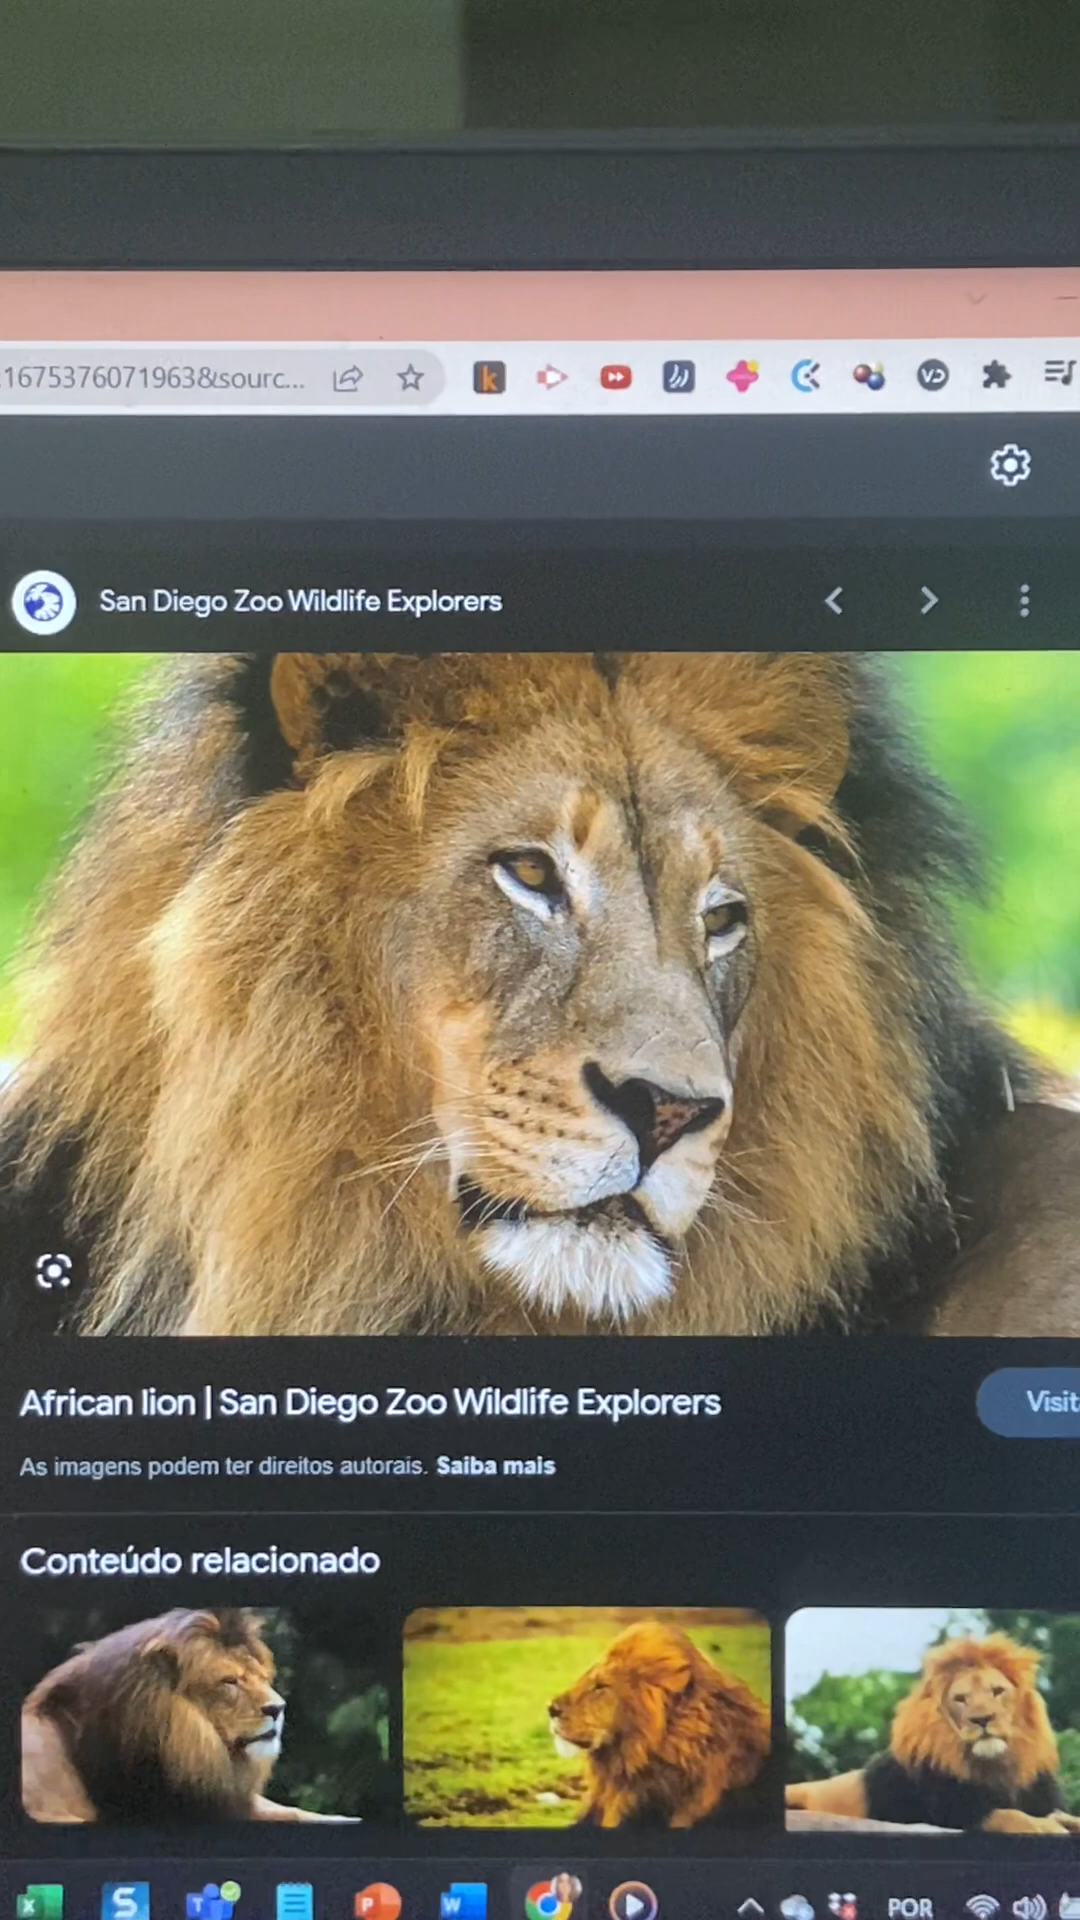 1675376071963&sourc...
San Diego Zoo Wildlife Explorers
African lion | San Diego Zoo Wildlife Explorers
Visit
As imagens podem ter direitos autorais. Saiba mais
Conteúdo relacionado
POR